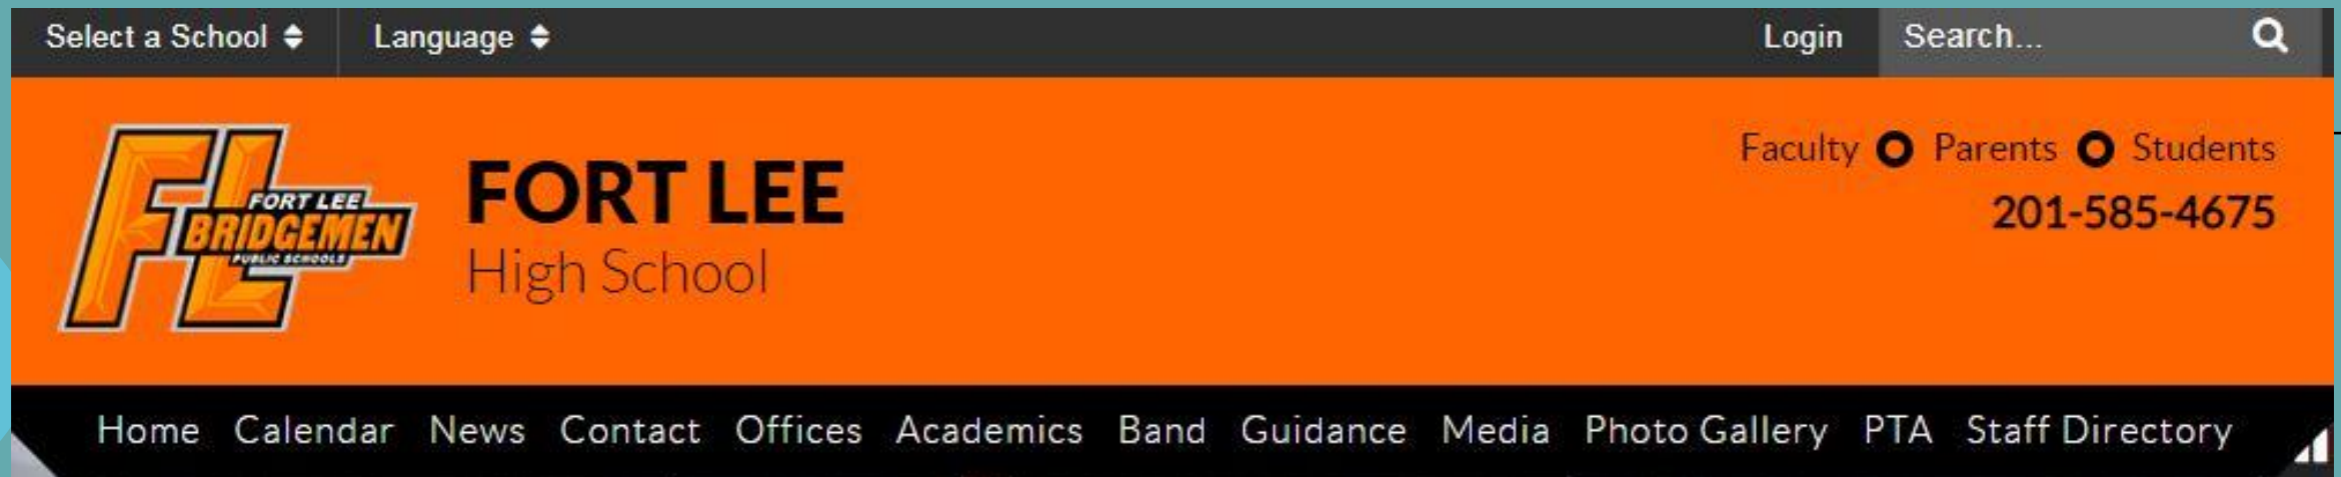 Select a School Language Login Search...
Faculty Parents Students
201-585-4675
FORT LEE
BRIDGEMEN
PUBLIC SCHOOLS
FL
FORT LEE
High School
Home Calendar News Contact Offices Academics Band Guidance Media Photo Gallery PTA Staff Directory